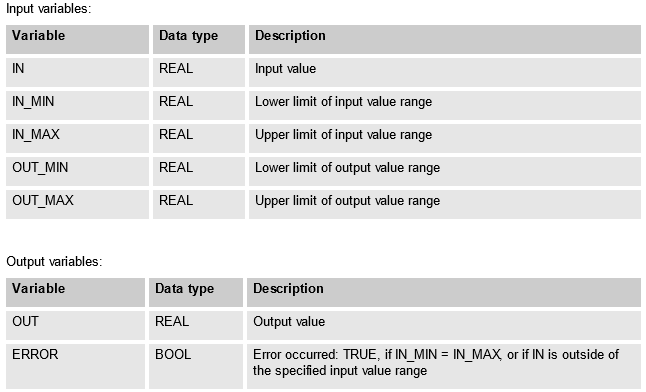 Input variables:
Variable Data type Description
IN REAL Input value
IN_MIN REAL Lower limit of input value range
IN_MAX REAL Upper limit of input value range
OUT_MIN REAL Lower limit of output value range
OUT_MAX REAL Upper limit of output value range
Output variables:
Variable Data type Description
OUT REAL Output value
ERROR BOOL Error occurred: TRUE, if IN_MIN = IN_MAX, or if IN is outside of
the specified input value range